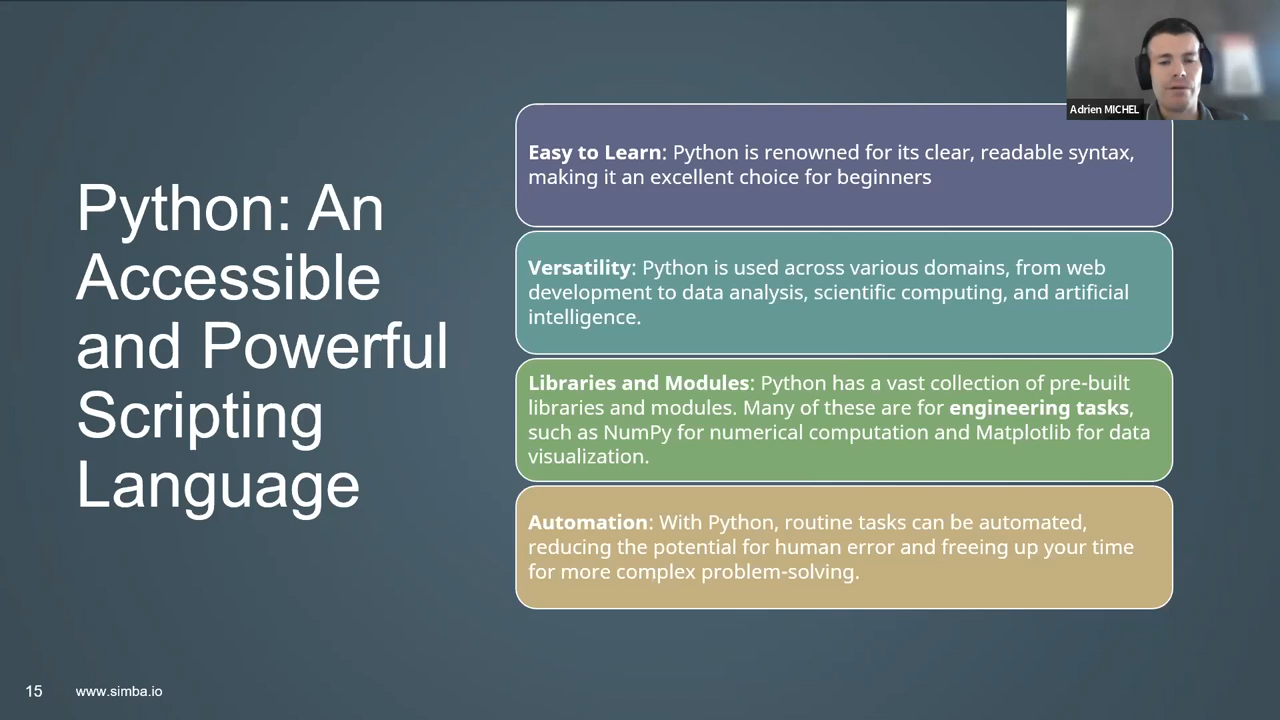 Adrien MICHEL
Python: An
Accessible
and Powerful
Scripting
Language
Easy to Learn: Python is renowned for its clear, readable syntax,
making it an excellent choice for beginners
Versatility: Python is used across various domains, from web
development to data analysis, scientific computing, and artificial
intelligence.
Libraries and Modules: Python has a vast collection of pre-built
libraries and modules. Many of these are for engineering tasks,
such as NumPy for numerical computation and Matplotlib for data
visualization.
Automation: With Python, routine tasks can be automated,
reducing the potential for human error and freeing up your time
for more complex problem-solving.
15 www.simba.io